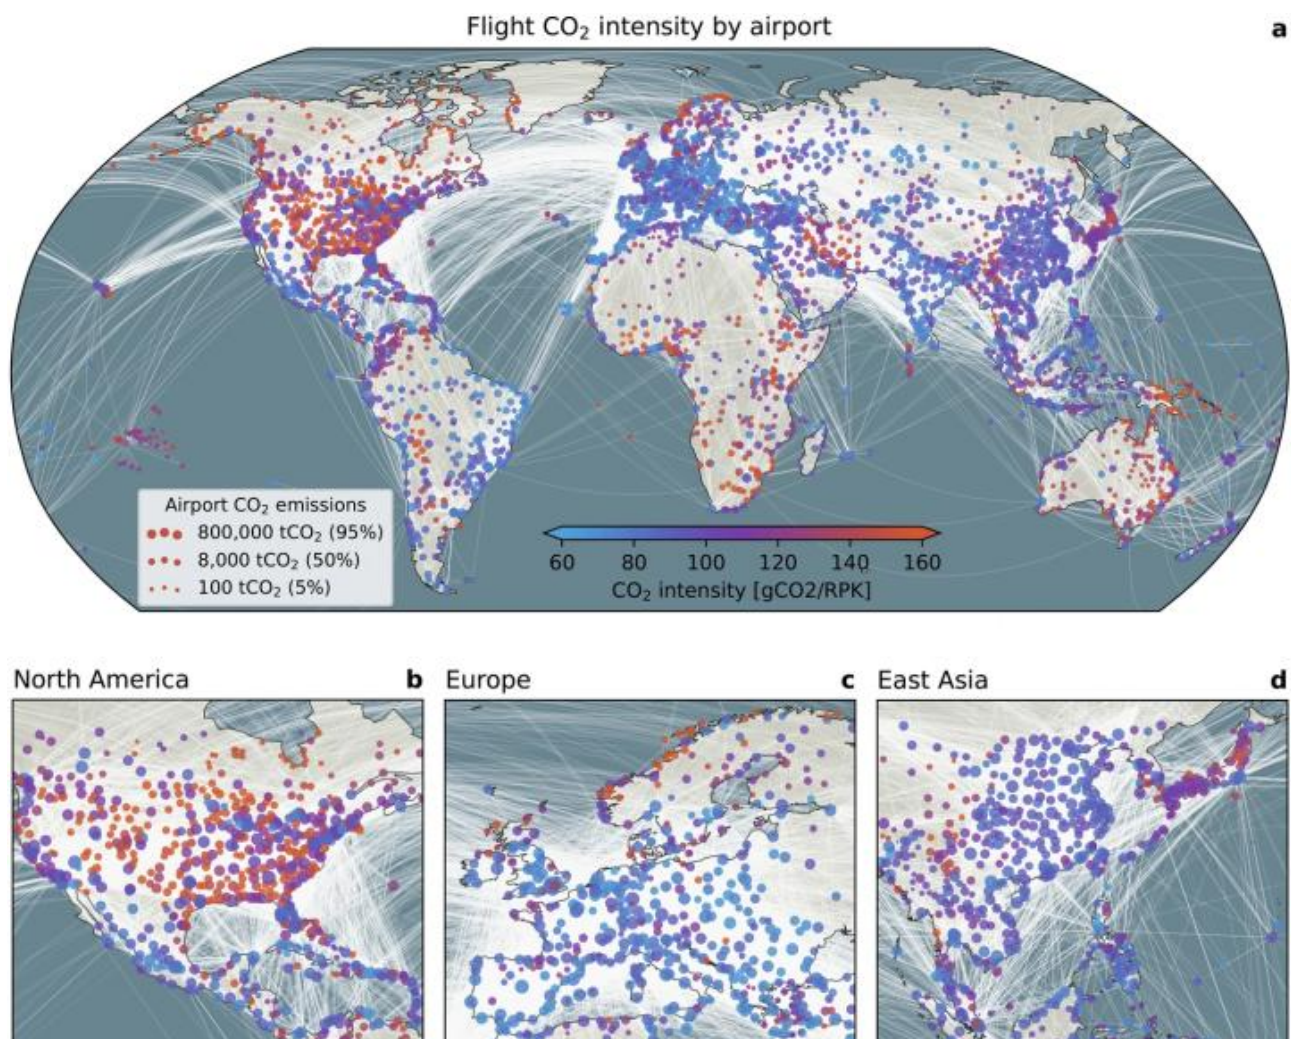 Flight CO₂ intensity by airport
a
Airport CO₂ emissions
800,000 tCO₂ (95%)
8,000 tCO₂ (50%)
100 tCO₂ (5%)
60 80 100 120 140 160
CO₂ intensity [gCO2/RPK]
North America b
Europe c
East Asia d